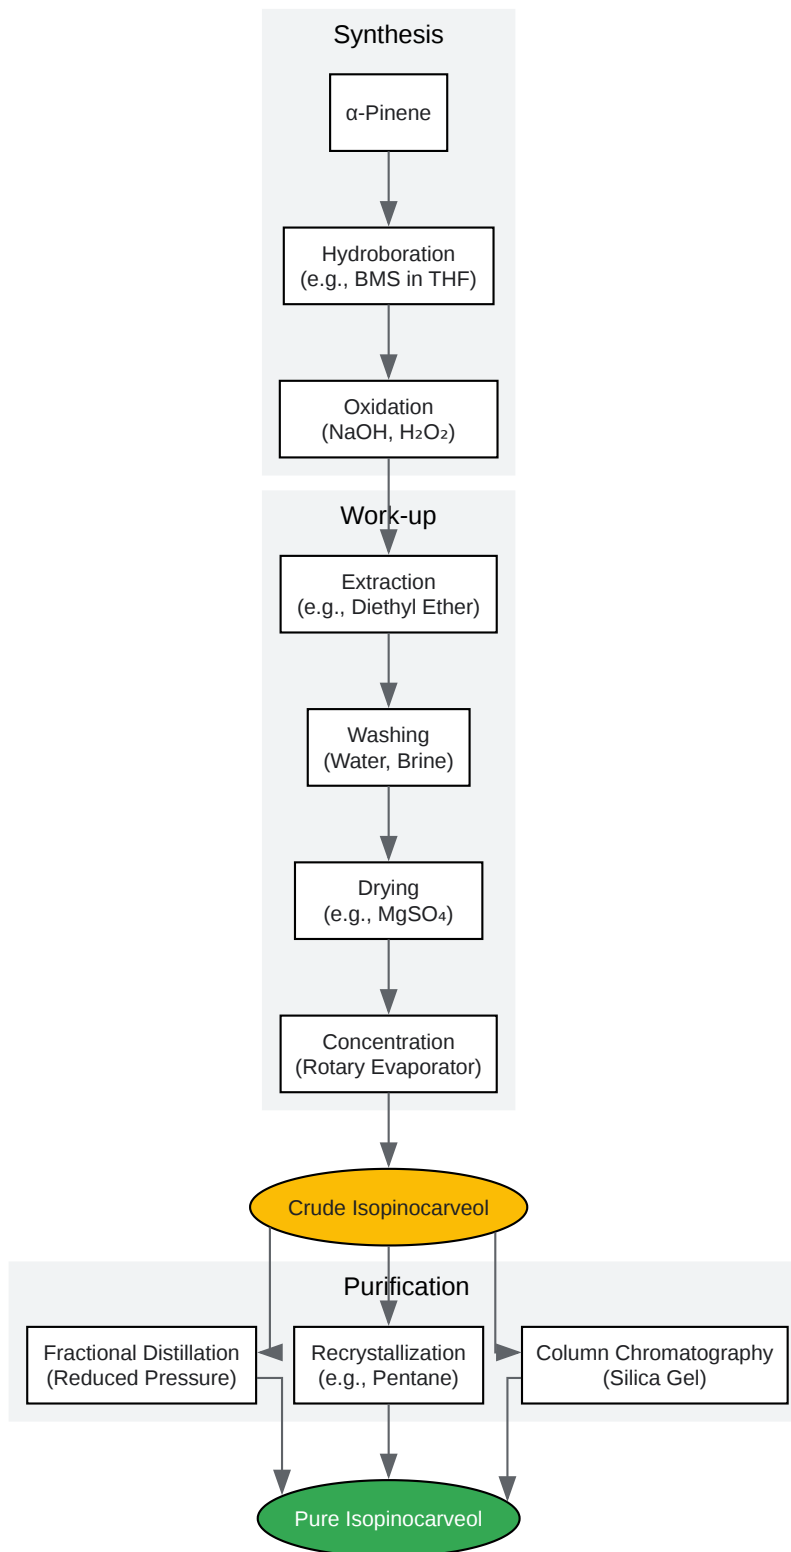 Synthesis
α-Pinene
Hydroboration
(e.g., BMS in THF)
Oxidation
(NaOH, H₂O₂)
Work-up
Extraction
(e.g., Diethyl Ether)
Washing
(Water, Brine)
Drying
(e.g., MgSO₄)
Concentration
(Rotary Evaporator)
Crude Isopinocarveol
Purification
Fractional Distillation
(Reduced Pressure)
Recrystallization
(e.g., Pentane)
Column Chromatography
(Silica Gel)
Pure Isopinocarveol